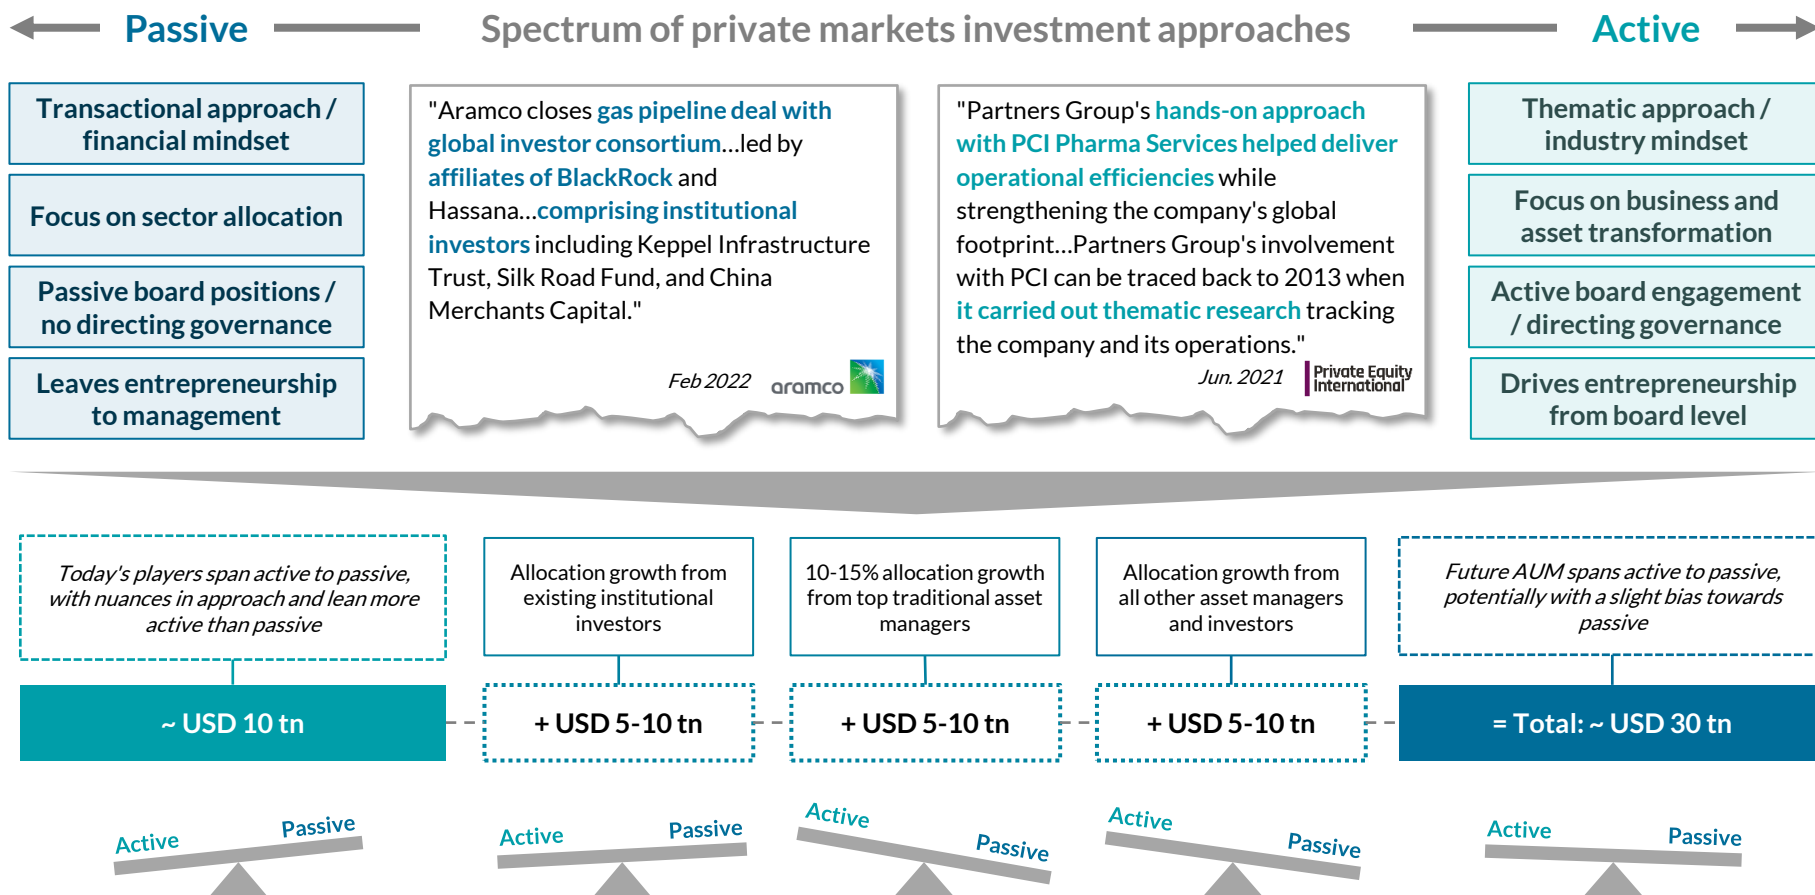 Passive
Spectrum of private markets investment approaches
Active
Transactional approach /
financial mindset
Focus on sector allocation
Passive board positions /
no directing governance
Leaves entrepreneurship
to management
"Aramco closes gas pipeline deal with
global investor consortium...led by
affiliates of BlackRock and
Hassana...comprising institutional
investors including Keppel Infrastructure
Trust, Silk Road Fund, and China
Merchants Capital."
Feb 2022
aramco
"Partners Group's hands-on approach
with PCI Pharma Services helped deliver
operational efficiencies while
strengthening the company's global
footprint...Partners Group's involvement
with PCI can be traced back to 2013 when
it carried out thematic research tracking
the company and its operations."
Jun. 2021
Private Equity
International
Thematic approach /
industry mindset
Focus on business and
asset transformation
Active board engagement
/ directing governance
Drives entrepreneurship
from board level
Today's players span active to passive,
with nuances in approach and lean more
active than passive
Allocation growth from
existing institutional
investors
10-15% allocation growth
from top traditional asset
managers
Allocation growth from
all other asset managers
and investors
Future AUM spans active to passive,
potentially with a slight bias towards
passive
~ USD 10 tn
+ USD 5-10 tn
+ USD 5-10 tn
+ USD 5-10 tn
= Total: ~ USD 30 tn
Active
Passive
Active
Passive
Active
Passive
Active
Passive
Active
Passive